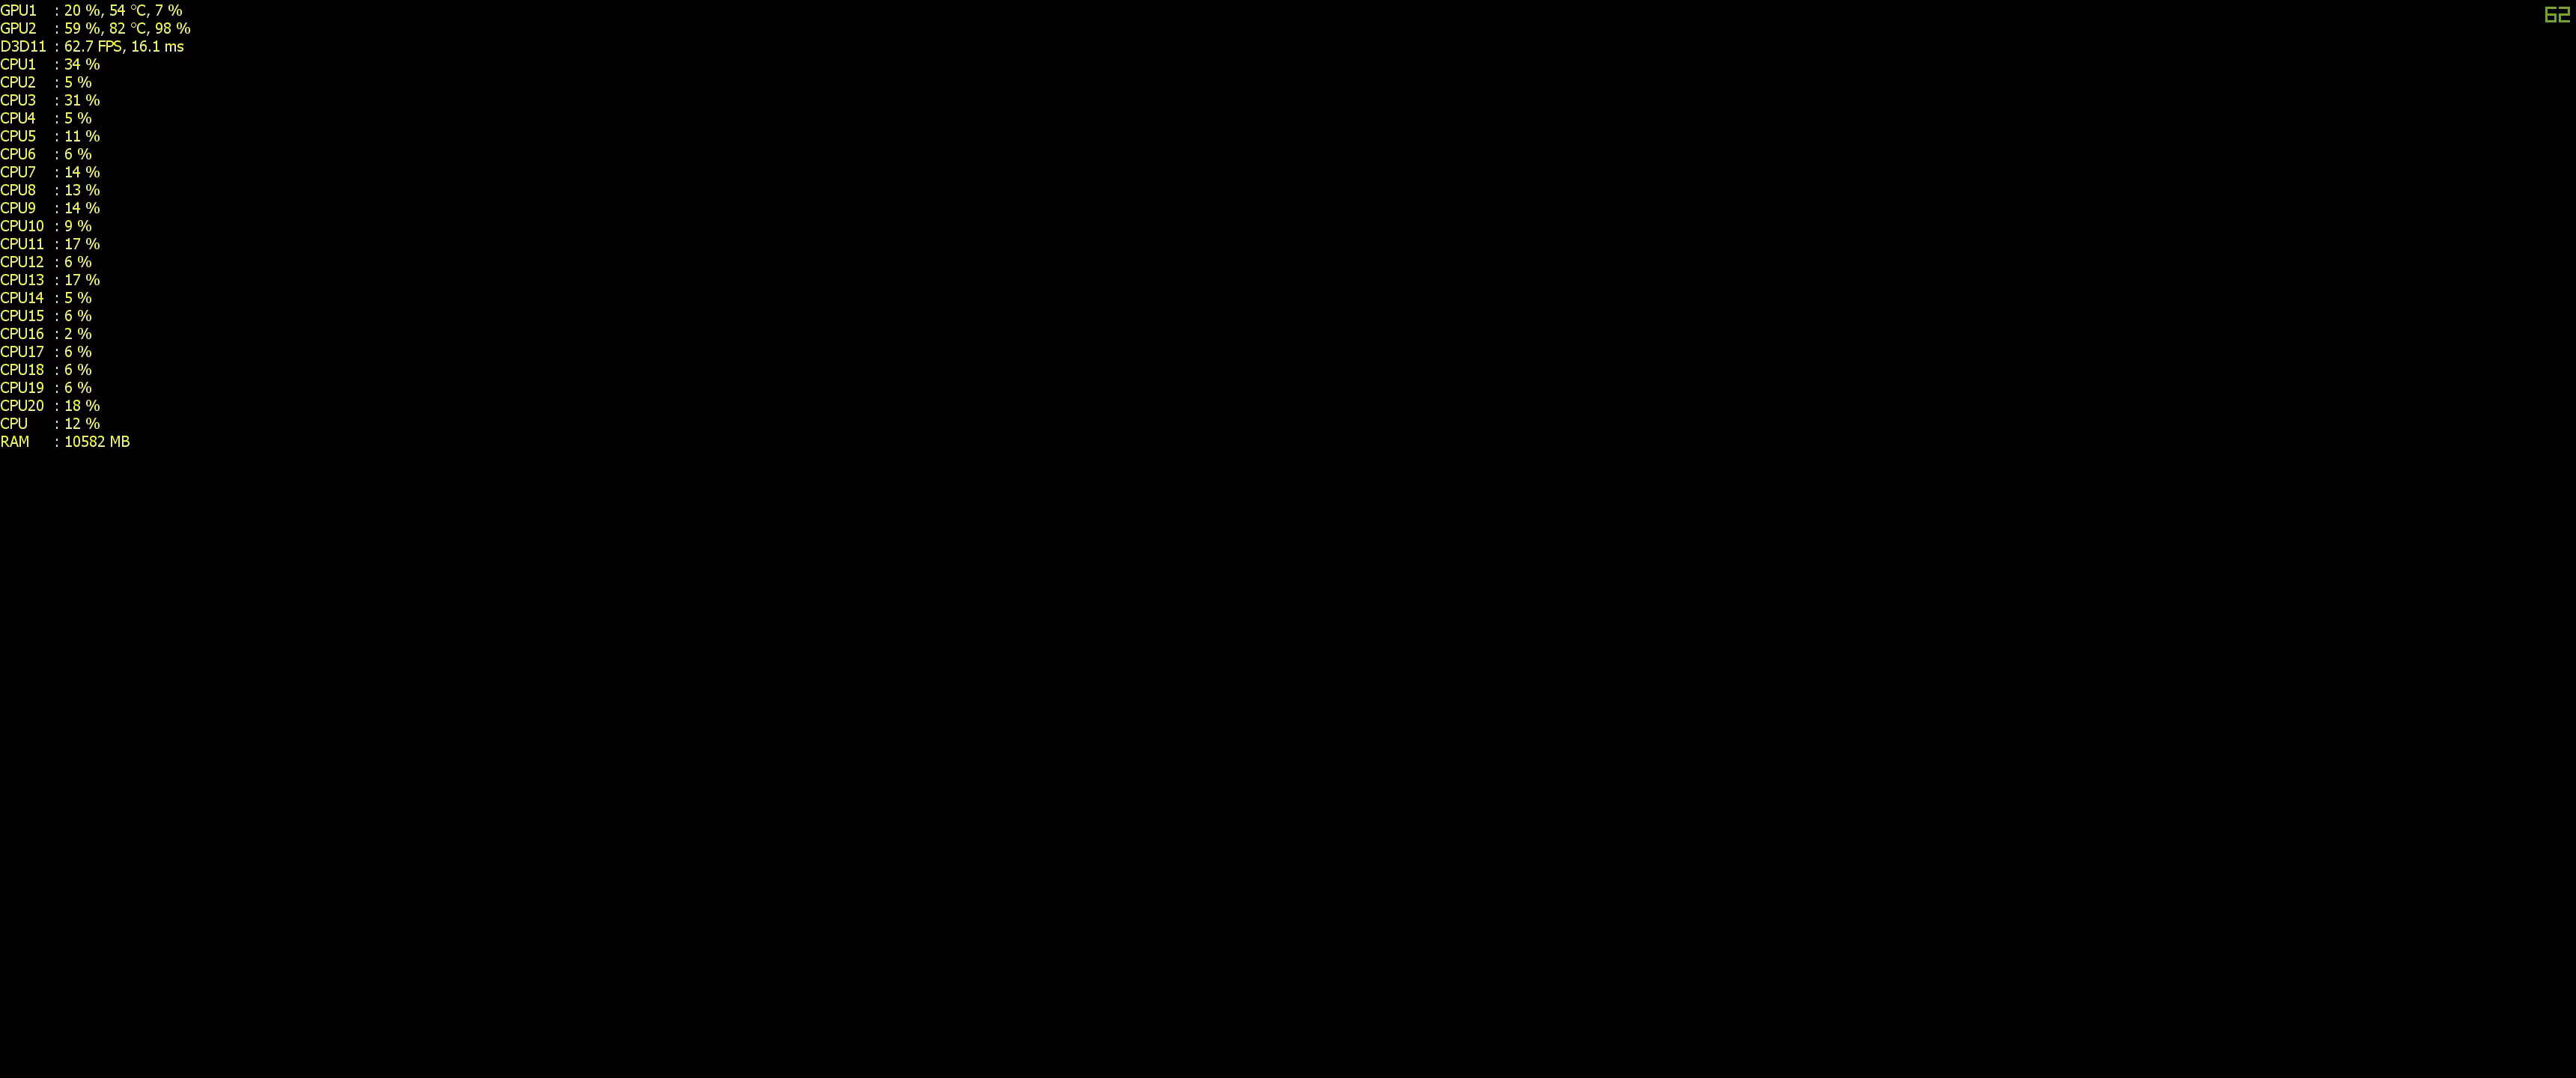 GPU1 : 20 %, 54 °C, 7 %
GPU2 : 59 %, 82 °C, 98 %
D3D11 : 62.7 FPS, 16.1 ms
CPU1 : 34 %
CPU2 : 5 %
CPU3 : 31 %
CPU4 : 5 %
CPU5 : 11 %
CPU6 : 6 %
CPU7 : 14 %
CPU8 : 13 %
CPU9 : 14 %
CPU10 : 9 %
CPU11 : 17 %
CPU12 : 6 %
CPU13 : 17 %
CPU14 : 5 %
CPU15 : 6 %
CPU16 : 2 %
CPU17 : 6 %
CPU18 : 6 %
CPU19 : 6 %
CPU20 : 18 %
CPU : 12 %
RAM : 10582 MB
62